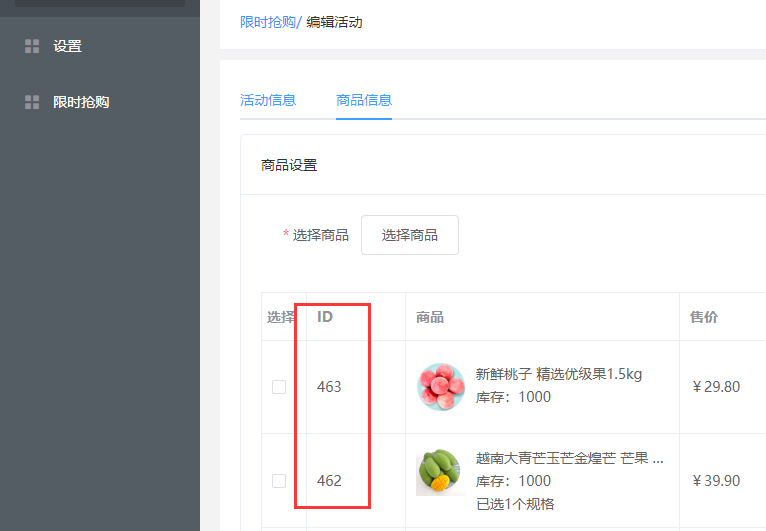 限时抢购/ 编辑活动
设置
限时抢购
活动信息 商品信息
商品设置
* 选择商品 选择商品
选择 ID 商品 售价
463 新鲜桃子 精选优级果1.5kg ￥29.80
库存：1000
462 越南大青芒玉芒金煌芒 芒果 ... ￥39.90
库存：1000
已选1个规格